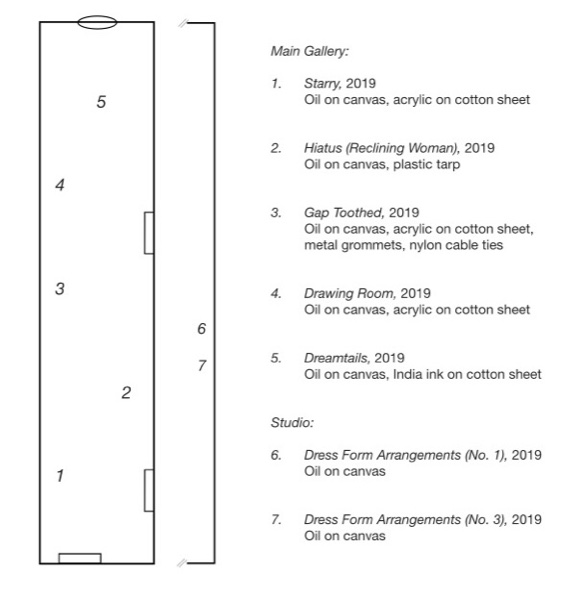 5
4
3
6
7
2
1
Main Gallery:
1. Starry, 2019
Oil on canvas, acrylic on cotton sheet
2. Hiatus (Reclining Woman), 2019
Oil on canvas, plastic tarp
3. Gap Toothed, 2019
Oil on canvas, acrylic on cotton sheet,
metal grommets, nylon cable ties
4. Drawing Room, 2019
Oil on canvas, acrylic on cotton sheet
5. Dreamtails, 2019
Oil on canvas, India ink on cotton sheet
Studio:
6. Dress Form Arrangements (No. 1), 2019
Oil on canvas
7. Dress Form Arrangements (No. 3), 2019
Oil on canvas